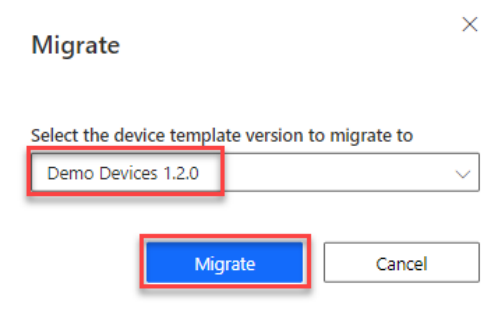 Migrate
Select the device template version to migrate to
Demo Devices 1.2.0
Migrate
Cancel